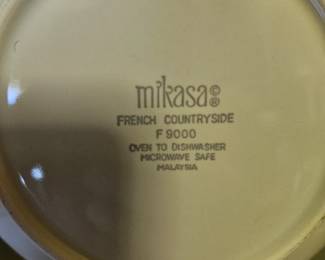 mikasa©®
FRENCH COUNTRYSIDE
F 9000
OVEN TO DISHWASHER
MICROWAVE SAFE
MALAYSIA